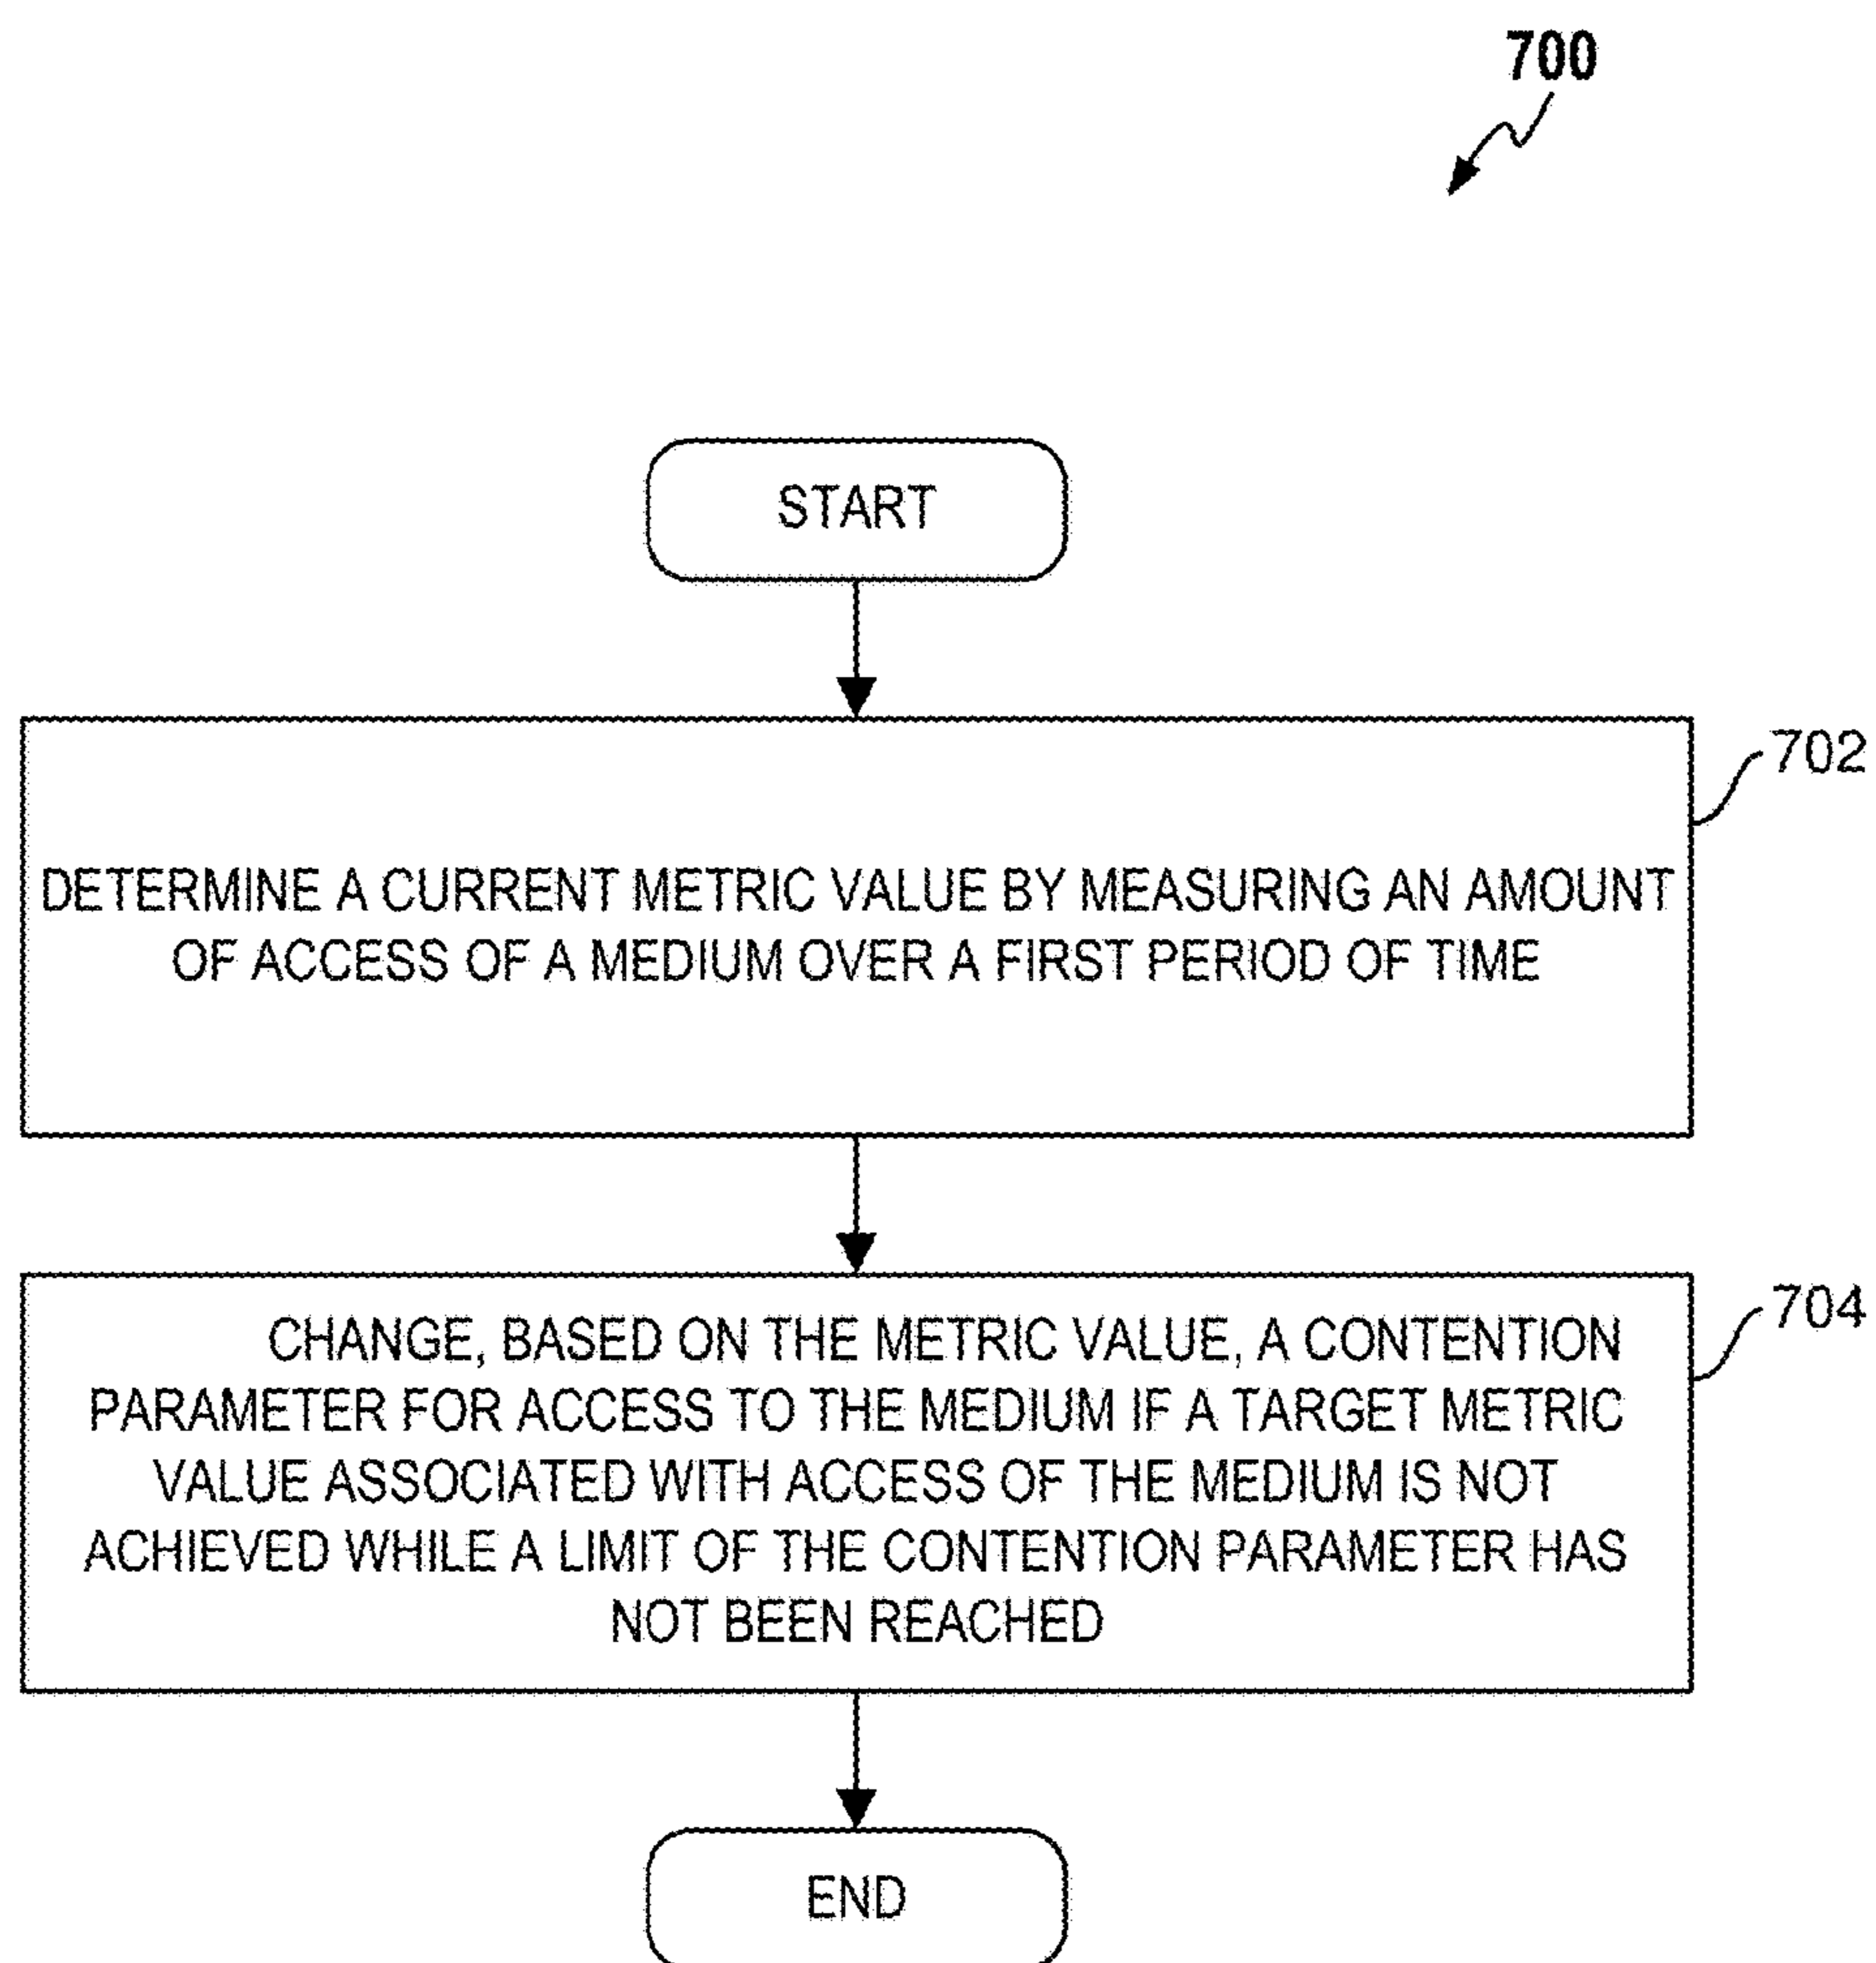 700
START
702
DETERMINE A CURRENT METRIC VALUE BY MEASURING AN AMOUNT
OF ACCESS OF A MEDIUM OVER A FIRST PERIOD OF TIME
704
CHANGE, BASED ON THE METRIC VALUE, A CONTENTION
PARAMETER FOR ACCESS TO THE MEDIUM IF A TARGET METRIC
VALUE ASSOCIATED WITH ACCESS OF THE MEDIUM IS NOT
ACHIEVED WHILE A LIMIT OF THE CONTENTION PARAMETER HAS
NOT BEEN REACHED
END